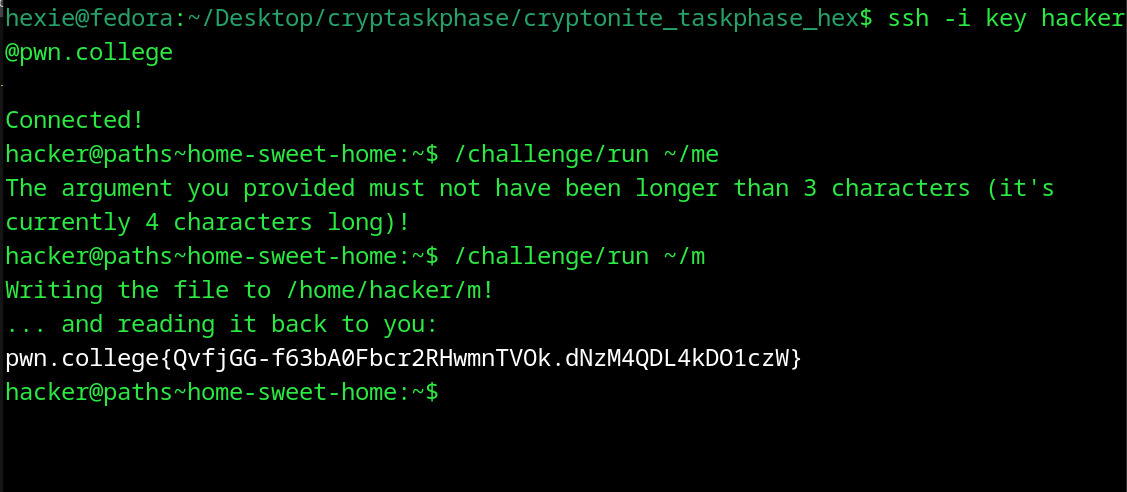 hexie@fedora:~/Desktop/cryptaskphase/cryptonite_taskphase_hex$ ssh -i key hacker
@pwn.college
Connected!
hacker@paths~home-sweet-home:~$ /challenge/run ~/me
The argument you provided must not have been longer than 3 characters (it's
currently 4 characters long)!
hacker@paths~home-sweet-home:~$ /challenge/run ~/m
Writing the file to /home/hacker/m!
... and reading it back to you:
pwn.college{QvfjGG-f63bA0Fbcr2RHwmnTVOk.dNzM4QDL4kDO1czW}
hacker@paths~home-sweet-home:~$